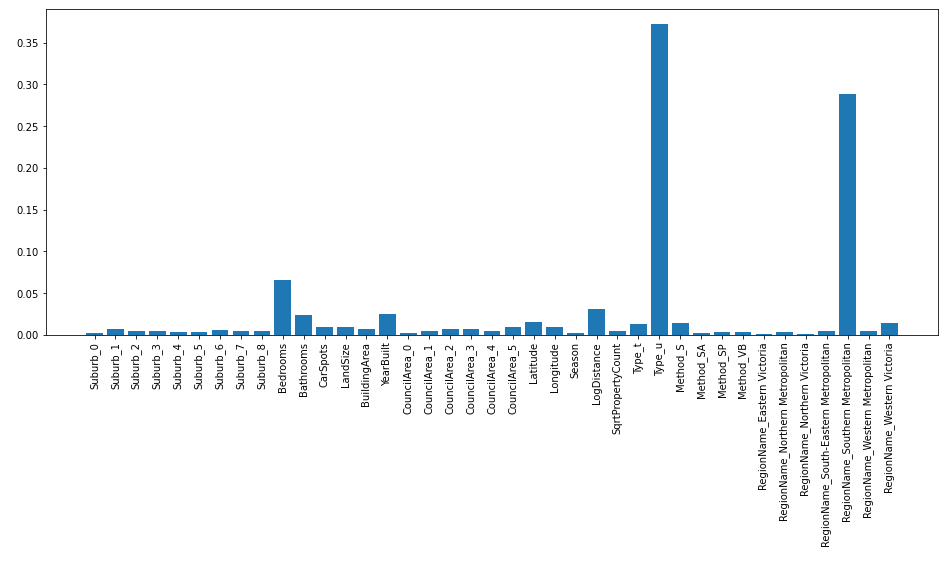 0.35
0.30
0.25
0.20
0.15
0.10
0.05
0.00
Suburb_0
Suburb_1
Suburb_2
Suburb_3
Suburb_4
Suburb_5
Suburb_6
Suburb_7
Suburb_8
Bedrooms
Bathrooms
CarSpots
LandSize
BuildingArea
YearBuilt
CouncilArea_0
CouncilArea_1
CouncilArea_2
CouncilArea_3
CouncilArea_4
CouncilArea_5
Latitude
Longitude
Season
LogDistance
SqrtPropertyCount
Type_t
Type_u
Method_S
Method_SA
Method_SP
Method_VB
RegionName_Eastern Victoria
RegionName_Northern Metropolitan
RegionName_Northern Victoria
RegionName_South-Eastern Metropolitan
RegionName_Southern Metropolitan
RegionName_Western Metropolitan
RegionName_Western Victoria